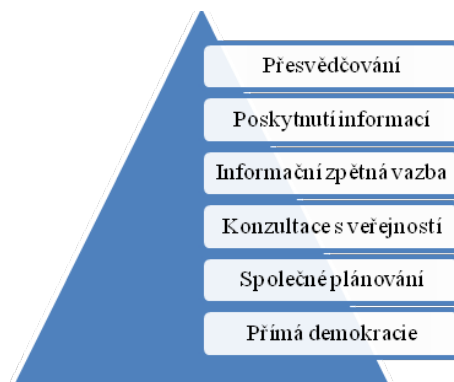 Přesvědčování
Poskytnutí informací
Informační zpětná vazba
Konzultace s veřejností
Společné plánování
Přímá demokracie